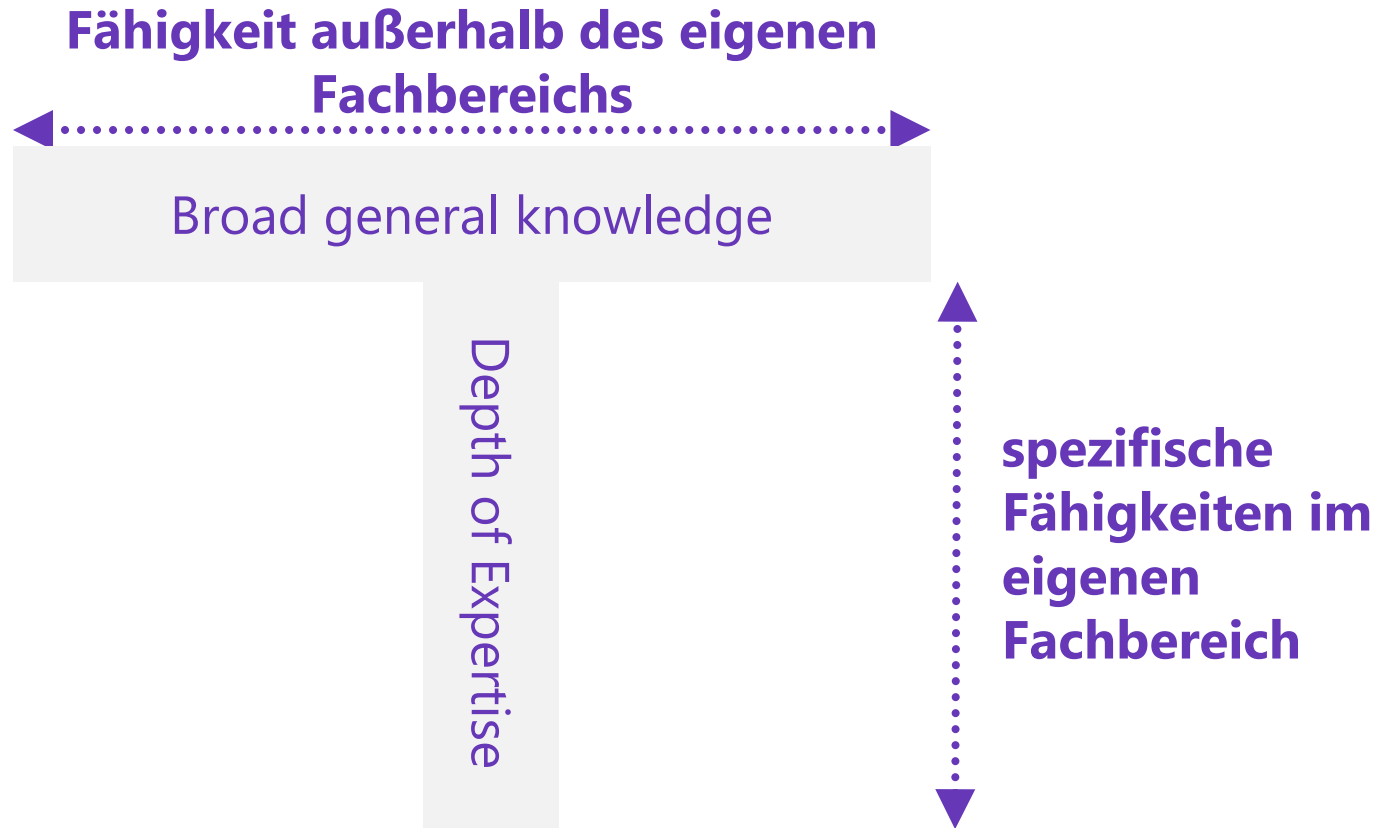 Fähigkeit außerhalb des eigenen
Fachbereichs
Broad general knowledge
Depth of Expertise
spezifische
Fähigkeiten im
eigenen
Fachbereich